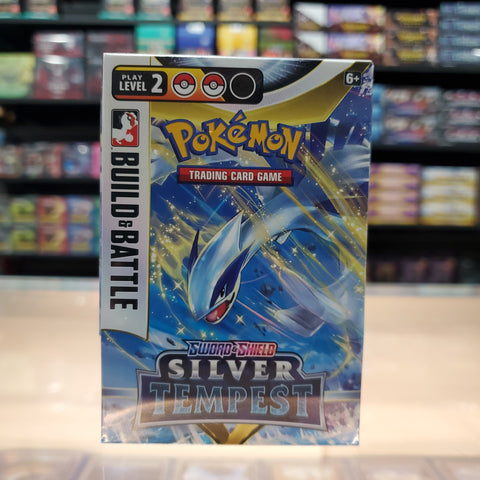 PLAY
LEVEL 2
6+
POKéMON
TRADING CARD GAME
BUILD & BATTLE
SWORD & SHIELD
SILVER
TEMPEST